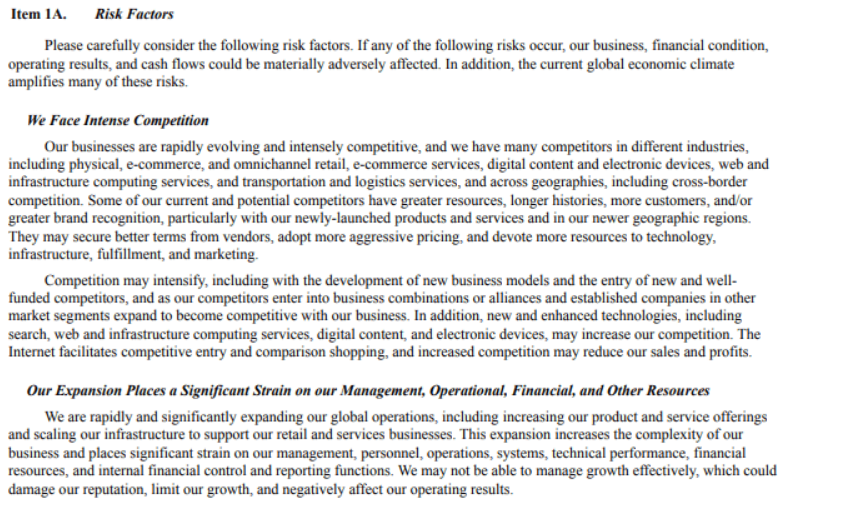 Item 1A. Risk Factors
Please carefully consider the following risk factors. If any of the following risks occur, our business, financial condition,
operating results, and cash flows could be materially adversely affected. In addition, the current global economic climate
amplifies many of these risks.
We Face Intense Competition
Our businesses are rapidly evolving and intensely competitive, and we have many competitors in different industries,
including physical, e-commerce, and omnichannel retail, e-commerce services, digital content and electronic devices, web and
infrastructure computing services, and transportation and logistics services, and across geographies, including cross-border
competition. Some of our current and potential competitors have greater resources, longer histories, more customers, and/or
greater brand recognition, particularly with our newly-launched products and services and in our newer geographic regions.
They may secure better terms from vendors, adopt more aggressive pricing, and devote more resources to technology,
infrastructure, fulfillment, and marketing.
Competition may intensify, including with the development of new business models and the entry of new and well-
funded competitors, and as our competitors enter into business combinations or alliances and established companies in other
market segments expand to become competitive with our business. In addition, new and enhanced technologies, including
search, web and infrastructure computing services, digital content, and electronic devices, may increase our competition. The
Internet facilitates competitive entry and comparison shopping, and increased competition may reduce our sales and profits.
Our Expansion Places a Significant Strain on our Management, Operational, Financial, and Other Resources
We are rapidly and significantly expanding our global operations, including increasing our product and service offerings
and scaling our infrastructure to support our retail and services businesses. This expansion increases the complexity of our
business and places significant strain on our management, personnel, operations, systems, technical performance, financial
resources, and internal financial control and reporting functions. We may not be able to manage growth effectively, which could
damage our reputation, limit our growth, and negatively affect our operating results.